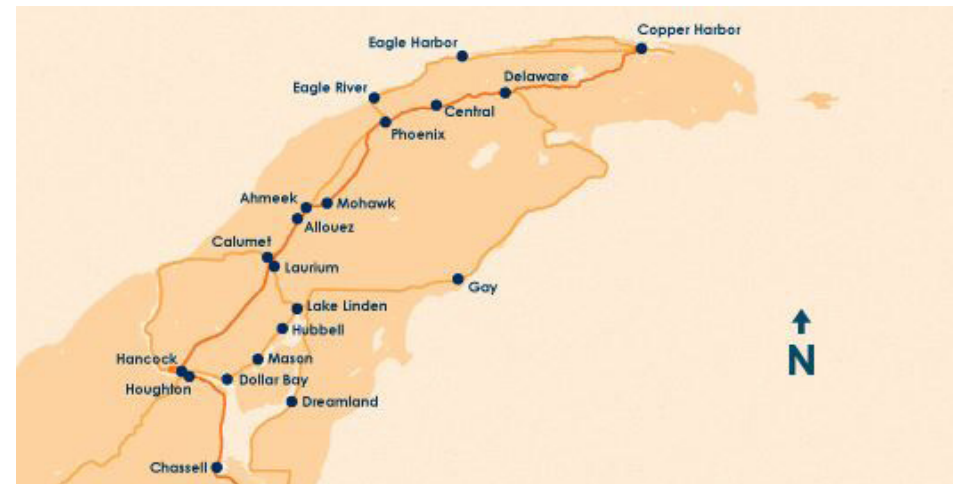 Copper Harbor
Eagle Harbor
Delaware
Eagle River
Central
Phoenix
Ahmeek
Mohawk
Allouez
Calumet
Laurium
Gay
Lake Linden
Hubbell
N
Hancock
Mason
Dollar Bay
Houghton
Dreamland
Chassell